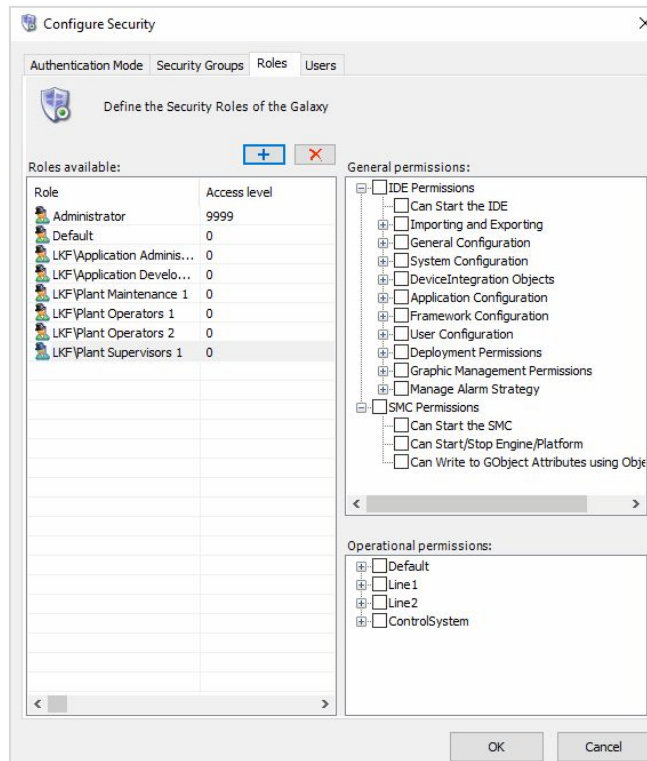 Configure Security
Authentication Mode
Security Groups
Roles
Users
Define the Security Roles of the Galaxy
Roles available:
Role Access level
Administrator 9999
Default 0
LKF\Application Adminis... 0
LKF\Application Develo... 0
LKF\Plant Maintenance 1 0
LKF\Plant Operators 1 0
LKF\Plant Operators 2 0
LKF\Plant Supervisors 1 0
General permissions:
IDE Permissions
Can Start the IDE
Importing and Exporting
General Configuration
System Configuration
DeviceIntegration Objects
Application Configuration
Framework Configuration
User Configuration
Deployment Permissions
Graphic Management Permissions
Manage Alarm Strategy
SMC Permissions
Can Start the SMC
Can Start/Stop Engine/Platform
Can Write to GObject Attributes using Obje
Operational permissions:
Default
Line1
Line2
ControlSystem
OK
Cancel